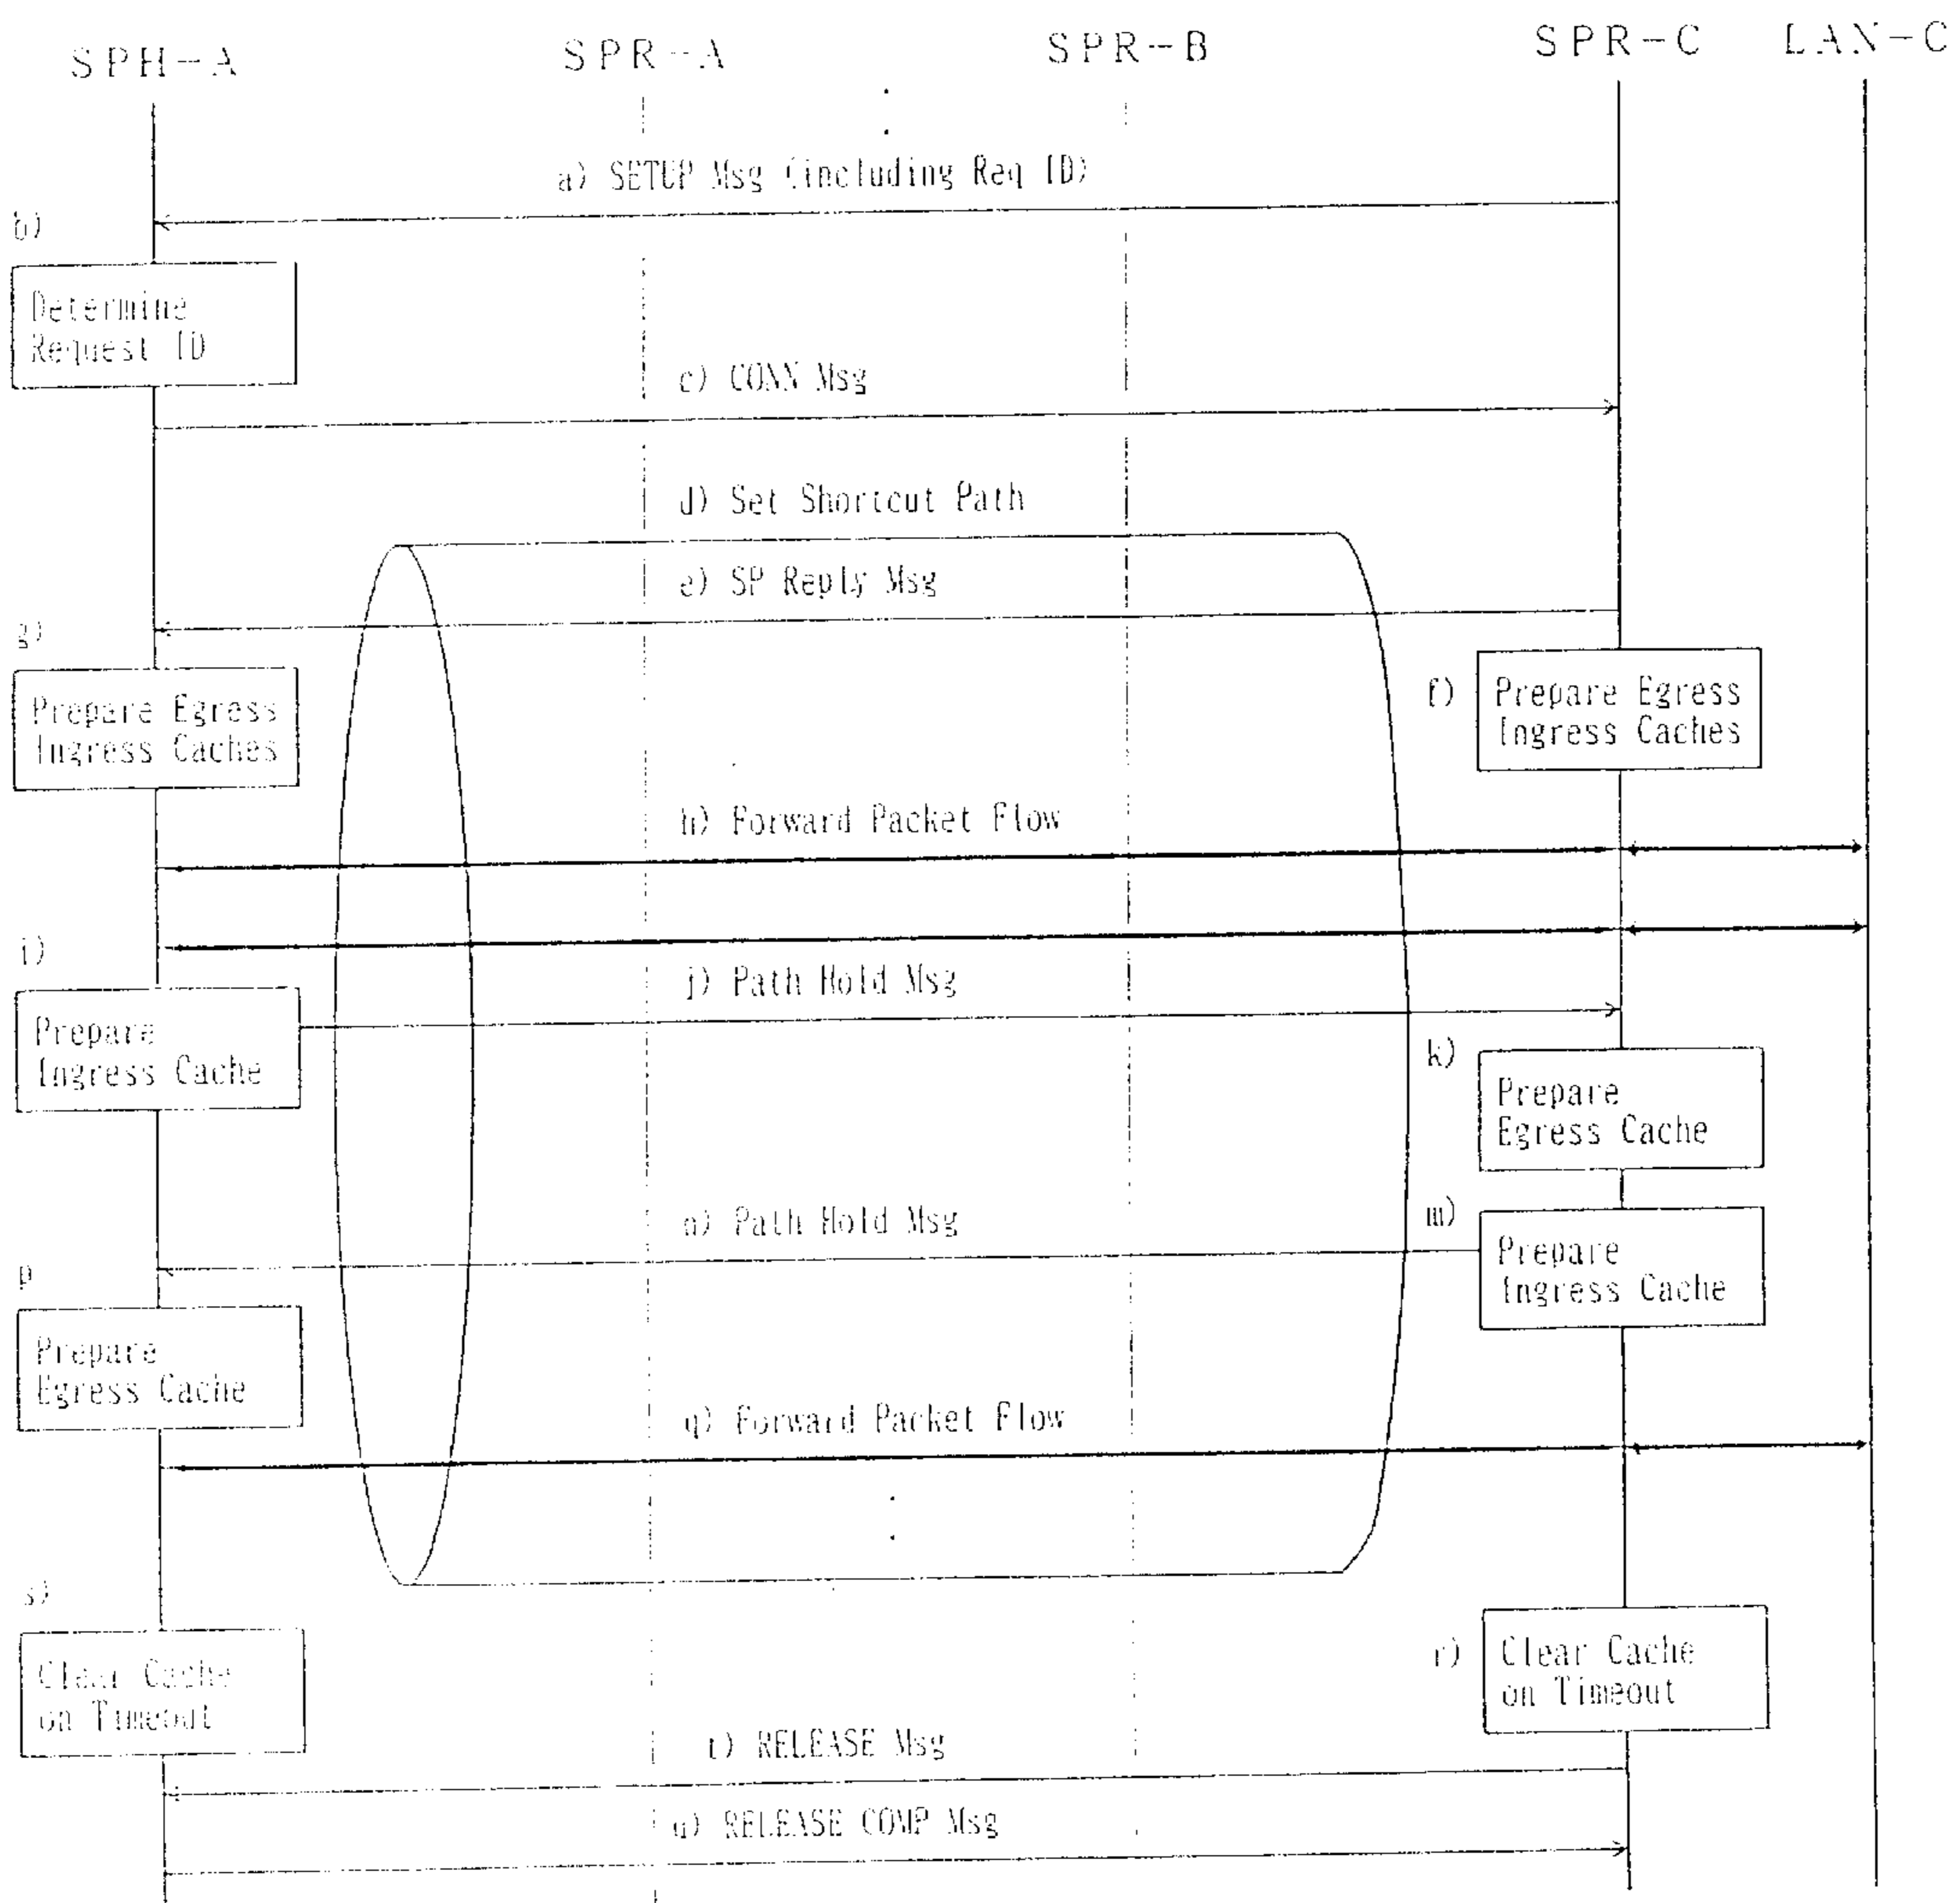 SPH-A SPR-A SPR-B SPR-C LAN-C
a) SETUP Msg (including Req ID)
b)
Determine
Request ID
c) CONN Msg
d) Set Shortcut Path
e) SP Reply Msg
g)
Prepare Egress
Ingress Caches
f)
Prepare Egress
Ingress Caches
h) Forward Packet Flow
i)
j) Path Hold Msg
Prepare
Ingress Cache
k)
Prepare
Egress Cache
n) Path Hold Msg
m)
Prepare
Ingress Cache
p
Prepare
Egress Cache
q) Forward Packet Flow
s)
Clear Cache
on Timeout
r)
Clear Cache
on Timeout
t) RELEASE Msg
u) RELEASE COMP Msg